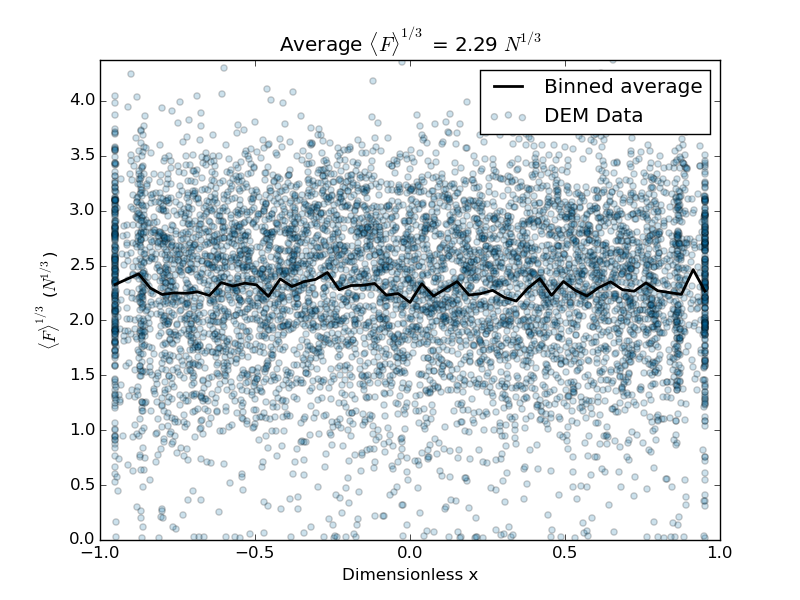 Average ⟨F⟩^1/3 = 2.29 N^1/3
Binned average
DEM Data
4.0
3.5
3.0
2.5
2.0
1.5
1.0
0.5
0.0
⟨F⟩^1/3 (N^1/3)
−1.0 −0.5 0.0 0.5 1.0
Dimensionless x